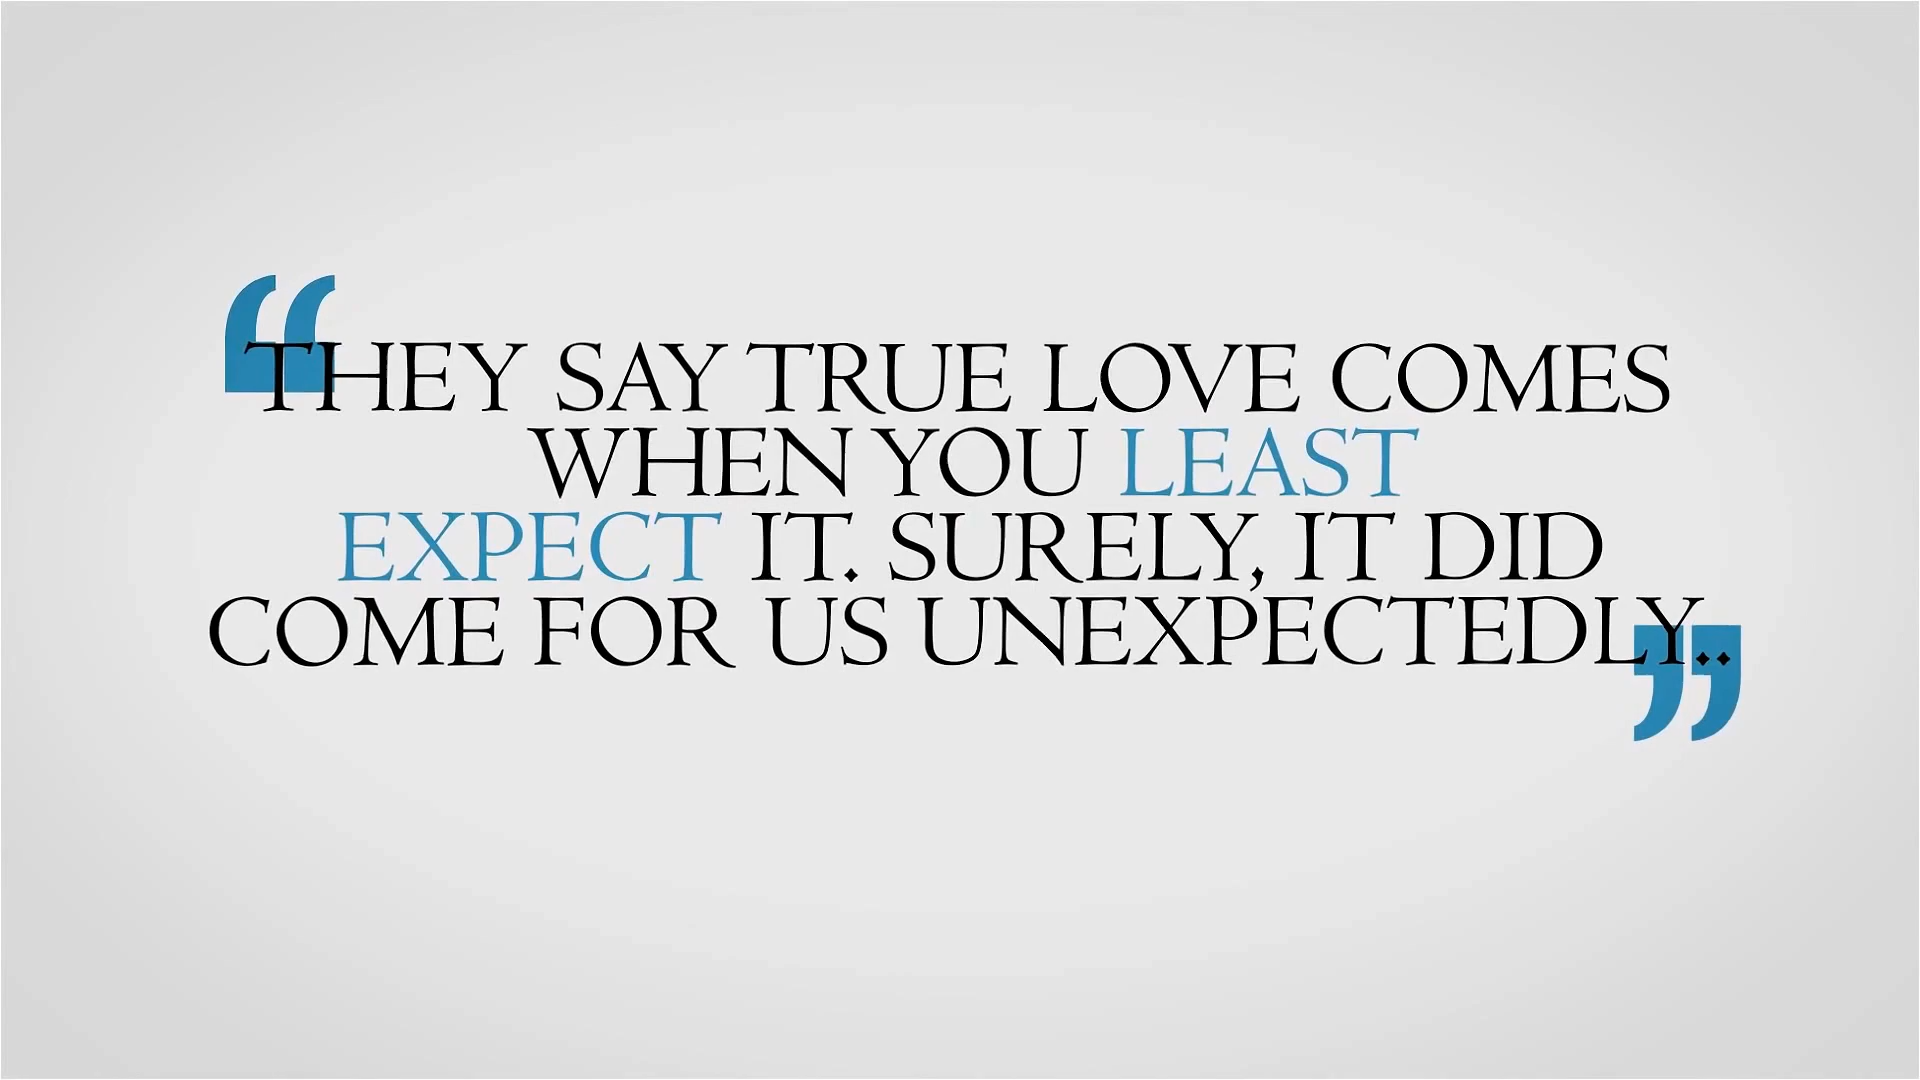 “THEY SAY TRUE LOVE COMES
WHEN YOU LEAST
EXPECT IT. SURELY, IT DID
COME FOR US UNEXPECTEDLY..”